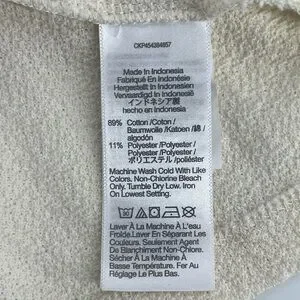 CKP454384857
Made In Indonesia
Fabriqué En Indonésie
Hergestellt In Indonesien
Vervaardigd In Indonesië
インドネシア製
hecho en Indonesia
89% Cotton /Coton /
Baumwolle /Katoen /綿 /
algodón
11% Polyester /Polyester /
Polyester /Polyester /
ポリエステル /poliéster
Machine Wash Cold With Like
Colors. Non-Chlorine Bleach
Only. Tumble Dry Low. Iron
On Lowest Setting.
Laver À La Machine À L'eau
Froide.Laver En Séparant Les
Couleurs. Seulement Agent
De Blanchiment Non-Chlore.
Sécher À La Machine À
Basse Température. Fer Au
Réglage Le Plus Bas.